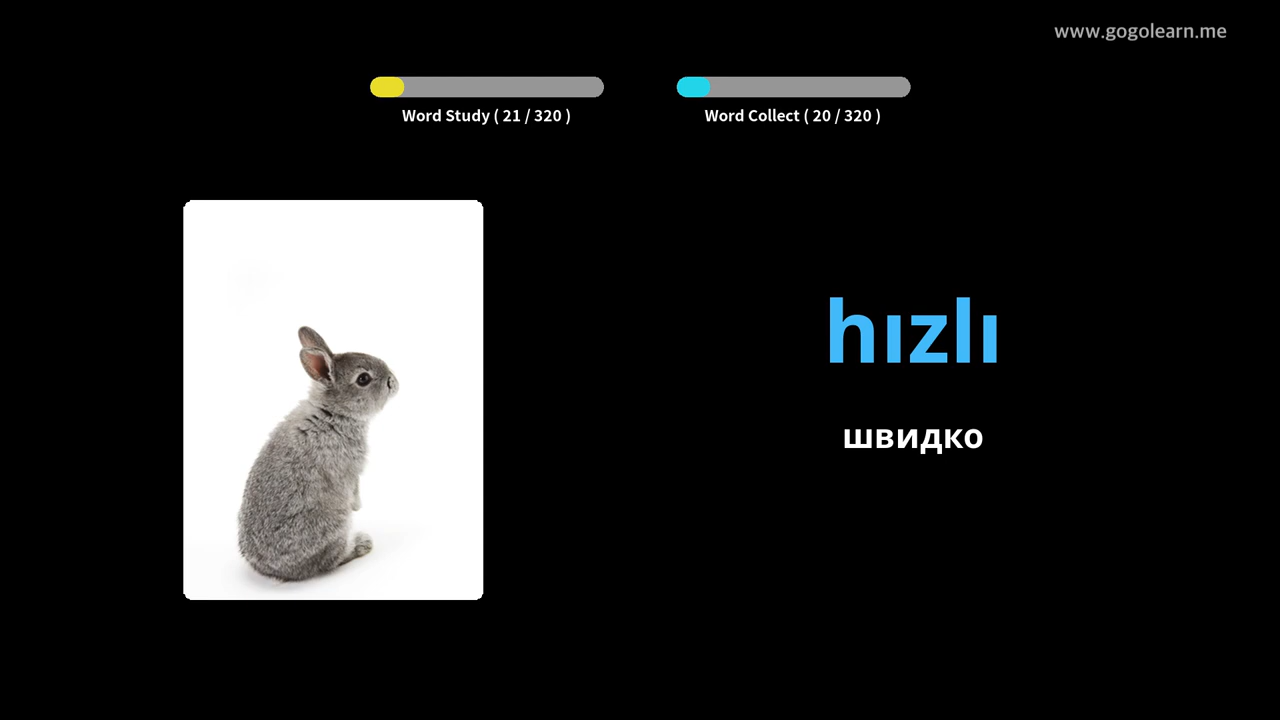 www.gogolearn.me
Word Study ( 21 / 320 )
Word Collect ( 20 / 320 )
hızlı
швидко